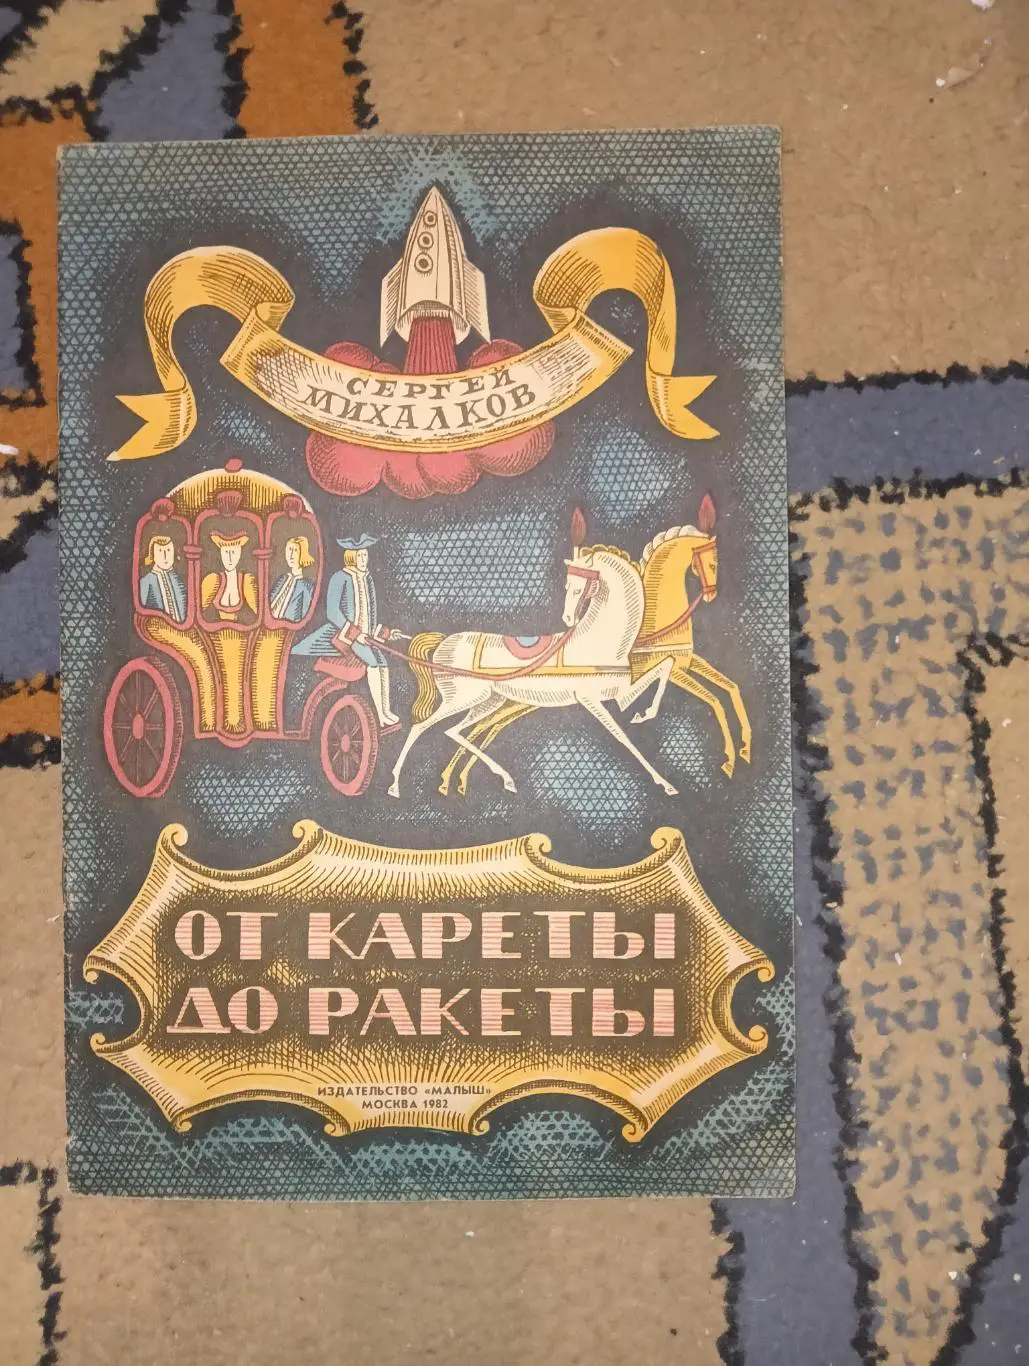 СЕРГЕЙ
МИХАЛКОВ
ОТ КАРЕТЫ
ДО РАКЕТЫ
ИЗДАТЕЛЬСТВО «МАЛЫШ»
МОСКВА 1982